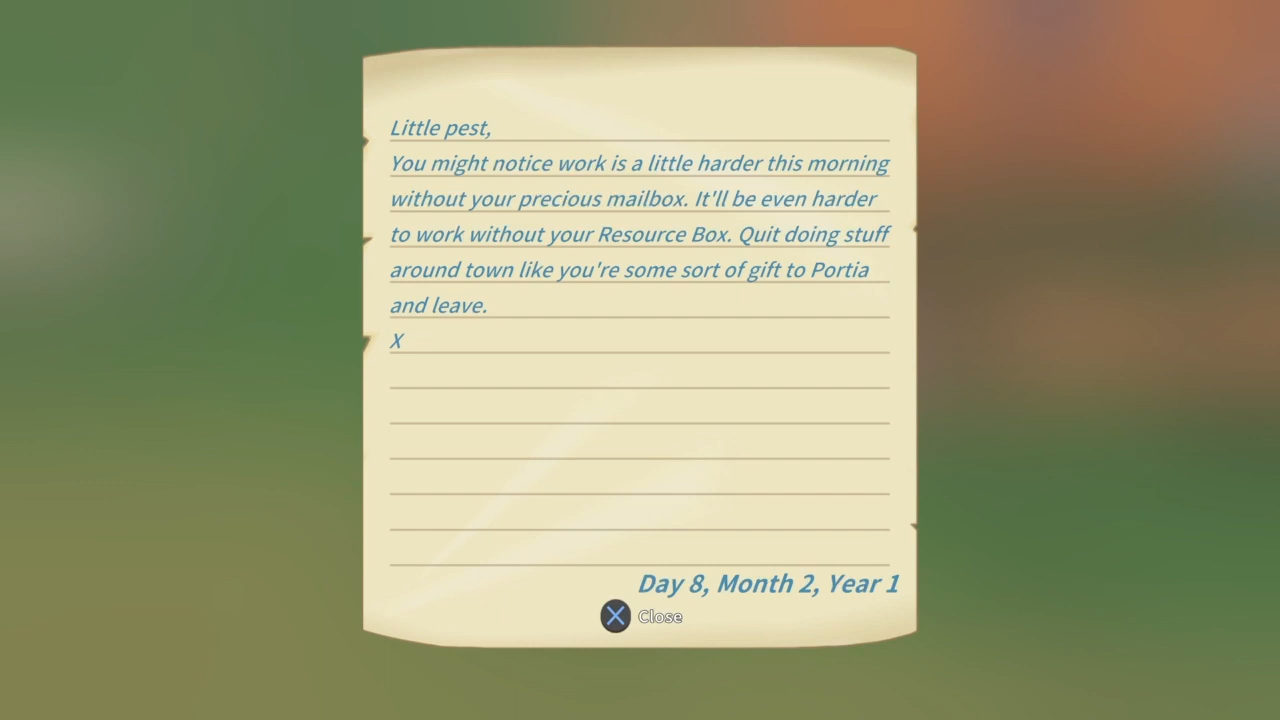 Little pest,
You might notice work is a little harder this morning
without your precious mailbox. It'll be even harder
to work without your Resource Box. Quit doing stuff
around town like you're some sort of gift to Portia
and leave.
X
Day 8, Month 2, Year 1
Close